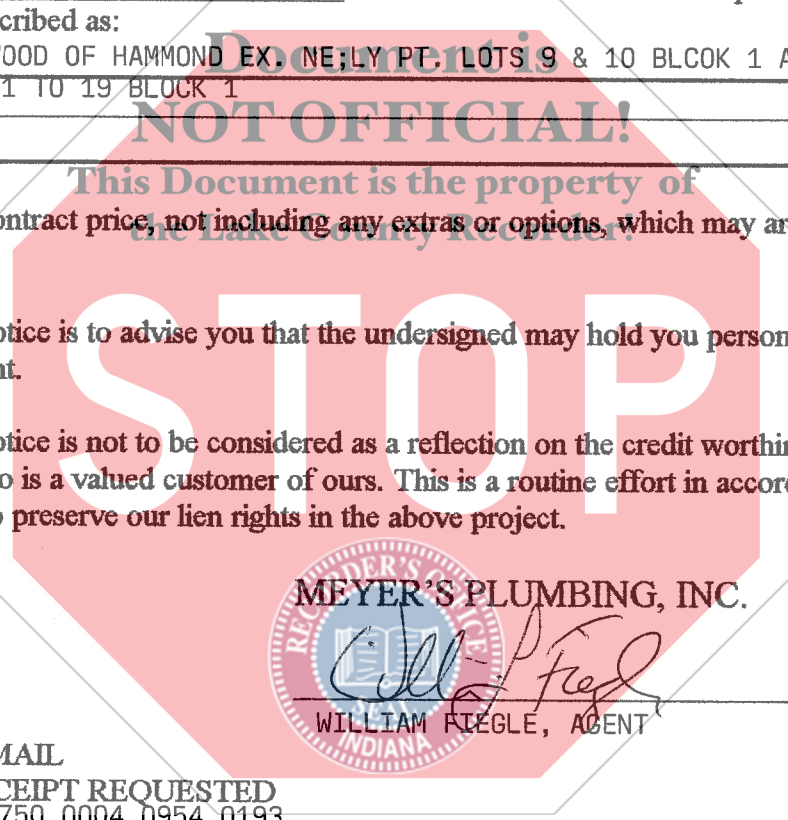 cribed as:
OOD OF HAMMOND EX. NE;LY PT. LOTS 9 & 10 BLCOK 1 A
1 TO 19 BLOCK 1
Document is
NOT OFFICIAL!
This Document is the property of
the Lake County Recorder!
ontract price, not including any extras or options, which may ar
otice is to advise you that the undersigned may hold you person
nt.
otice is not to be considered as a reflection on the credit worthin
o is a valued customer of ours. This is a routine effort in accor
o preserve our lien rights in the above project.
STOP
MEYER'S PLUMBING, INC.
RECORDER'S OFFICE
SEAL
INDIANA
WILLIAM FIEGLE, AGENT
MAIL
CEIPT REQUESTED
750 0004 0954 0193